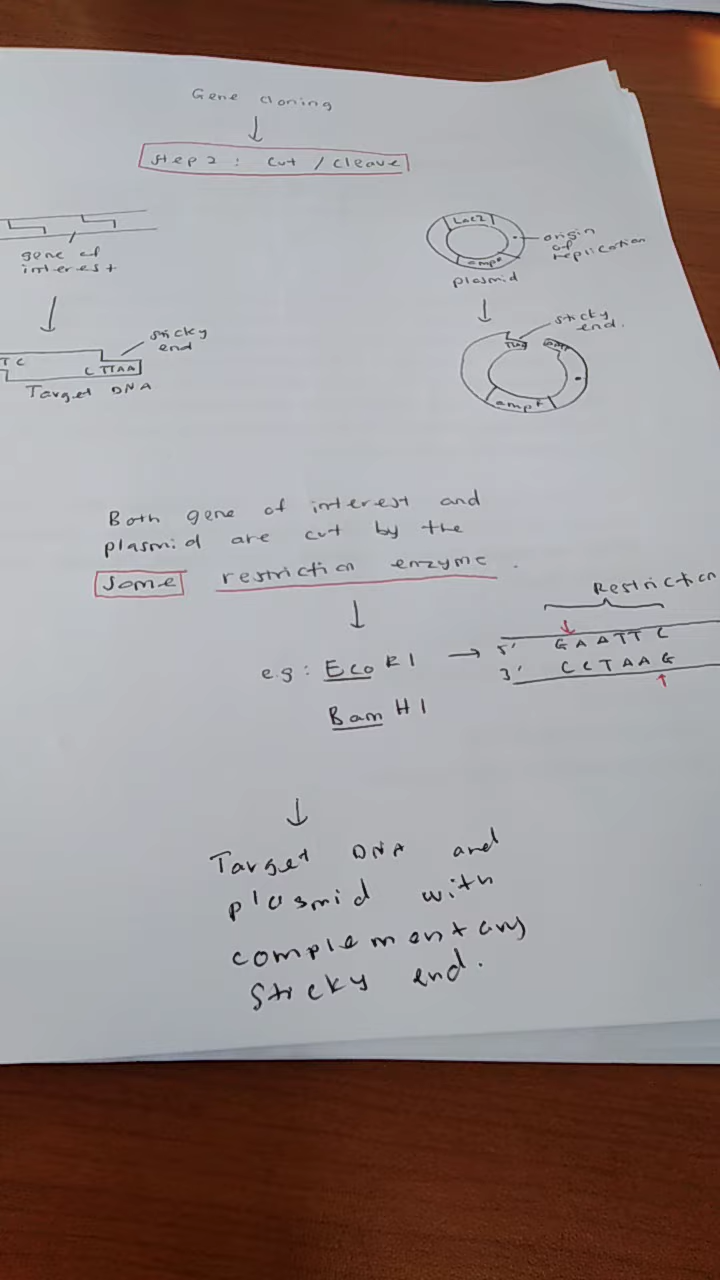 Gene cloning
Step 2 : cut / cleave
gene of
interest
sticky
end
TC
CTTAA
Target DNA
LacZ
ampR
origin
of
replication
plasmid
sticky
end.
ampR
Both gene of interest and
plasmid are cut by the
same restriction enzyme.
Restriction
e.g : EcoR1
5' GAATTC
3' CCTAAG
BamH1
Target DNA and
plasmid with
complementary
sticky end.